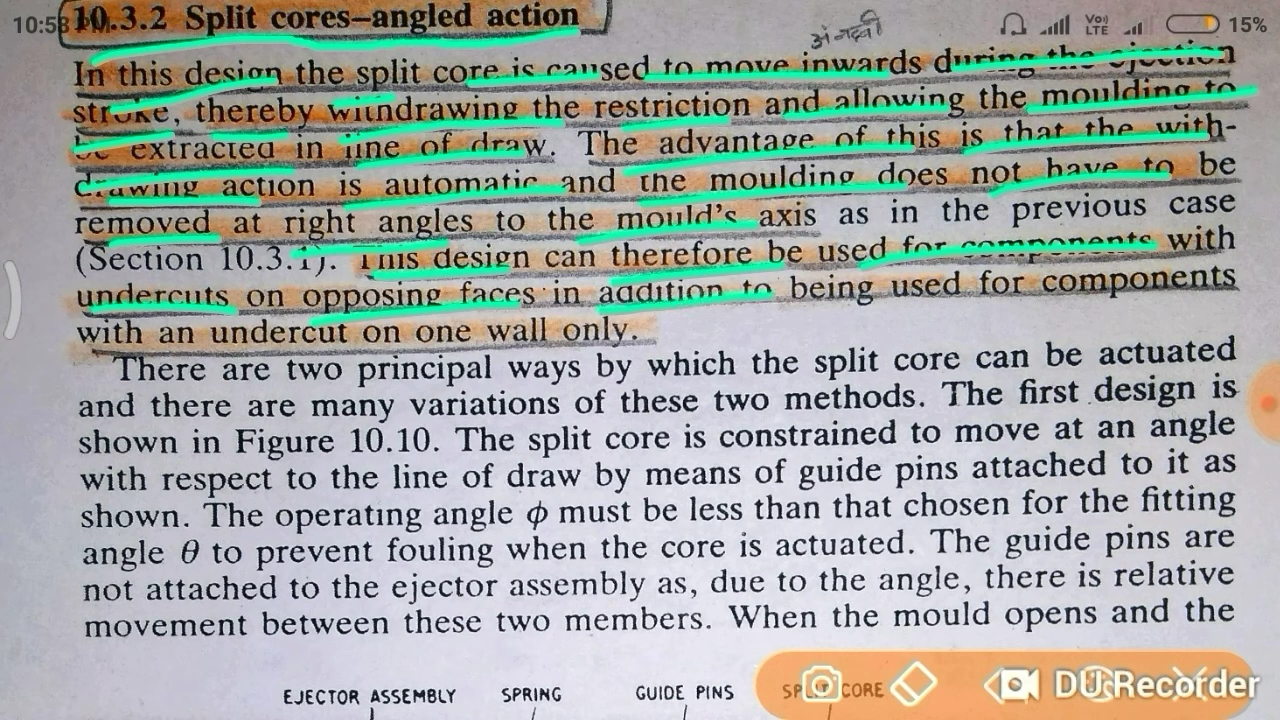 10:58
15%
Vo)
LTE
10.3.2 Split cores–angled action
In this design the split core is caused to move inwards during the ejection
stroke, thereby withdrawing the restriction and allowing the moulding to
be extracted in line of draw. The advantage of this is that the with-
drawing action is automatic and the moulding does not have to be
removed at right angles to the mould's axis as in the previous case
(Section 10.3.1). This design can therefore be used for components with
undercuts on opposing faces in addition to being used for components
with an undercut on one wall only.
There are two principal ways by which the split core can be actuated
and there are many variations of these two methods. The first design is
shown in Figure 10.10. The split core is constrained to move at an angle
with respect to the line of draw by means of guide pins attached to it as
shown. The operating angle ϕ must be less than that chosen for the fitting
angle θ to prevent fouling when the core is actuated. The guide pins are
not attached to the ejector assembly as, due to the angle, there is relative
movement between these two members. When the mould opens and the
EJECTOR ASSEMBLY SPRING GUIDE PINS SPLIT CORE
DU Recorder